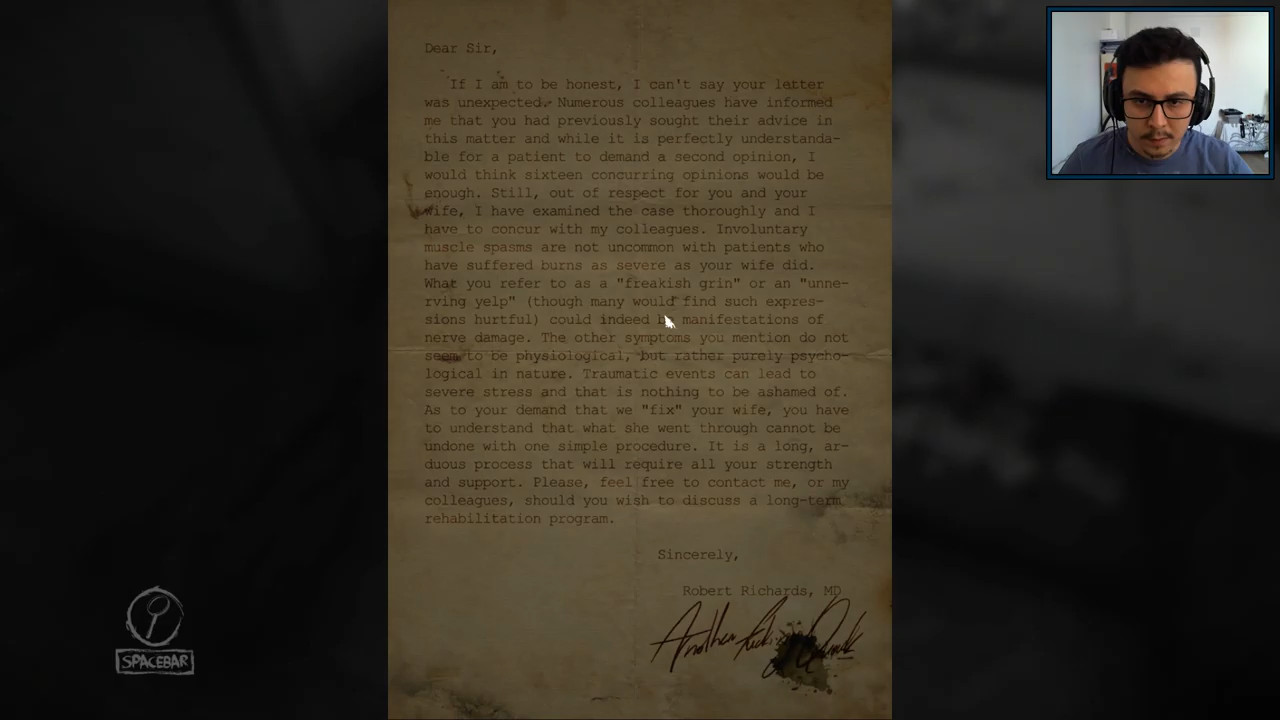 Dear Sir,
If I am to be honest, I can't say your letter
was unexpected. Numerous colleagues have informed
me that you had previously sought their advice in
this matter and while it is perfectly understanda-
ble for a patient to demand a second opinion, I
would think sixteen concurring opinions would be
enough. Still, out of respect for you and your
wife, I have examined the case thoroughly and I
have to concur with my colleagues. Involuntary
muscle spasms are not uncommon with patients who
have suffered burns as severe as your wife did.
What you refer to as a "freakish grin" or an "unne-
rving yelp" (though many would find such expres-
sions hurtful) could indeed be manifestations of
nerve damage. The other symptoms you mention do not
seem to be physiological, but rather purely psycho-
logical in nature. Traumatic events can lead to
severe stress and that is nothing to be ashamed of.
As to your demand that we "fix" your wife, you have
to understand that what she went through cannot be
undone with one simple procedure. It is a long, ar-
duous process that will require all your strength
and support. Please, feel free to contact me, or my
colleagues, should you wish to discuss a long-term
rehabilitation program.
Sincerely,
Robert Richards, MD
Another
SPACEBAR